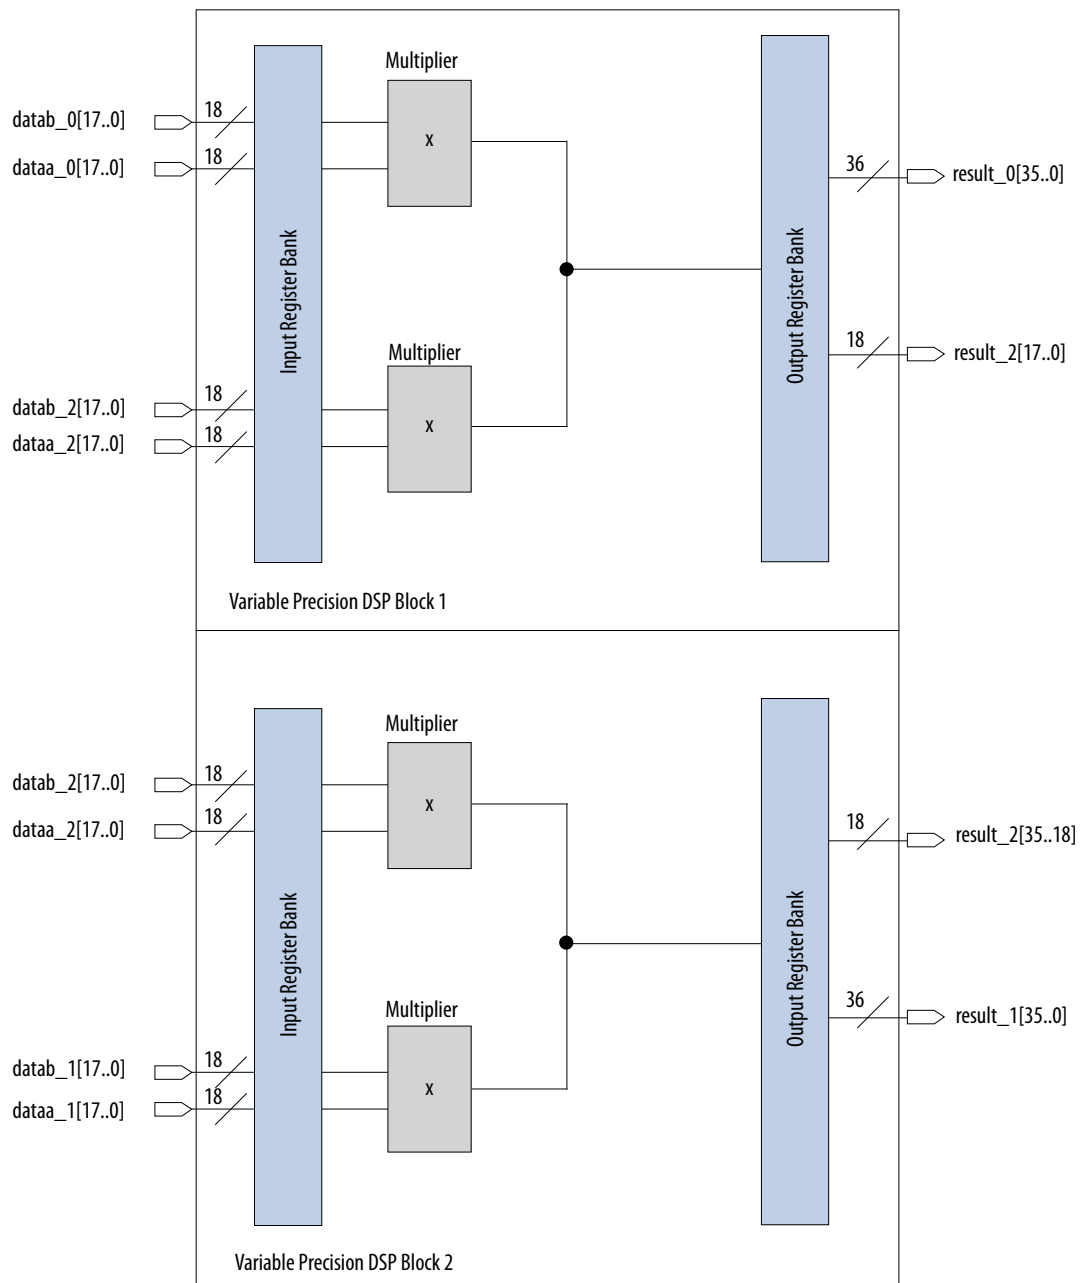 Multiplier
18
datab_0[17..0]
x
18
dataa_0[17..0]
36
result_0[35..0]
Input Register Bank
Output Register Bank
Multiplier
18
result_2[17..0]
18
datab_2[17..0]
x
18
dataa_2[17..0]
Variable Precision DSP Block 1
Multiplier
18
datab_2[17..0]
x
18
dataa_2[17..0]
18
result_2[35..18]
Input Register Bank
Output Register Bank
Multiplier
36
result_1[35..0]
18
datab_1[17..0]
x
18
dataa_1[17..0]
Variable Precision DSP Block 2